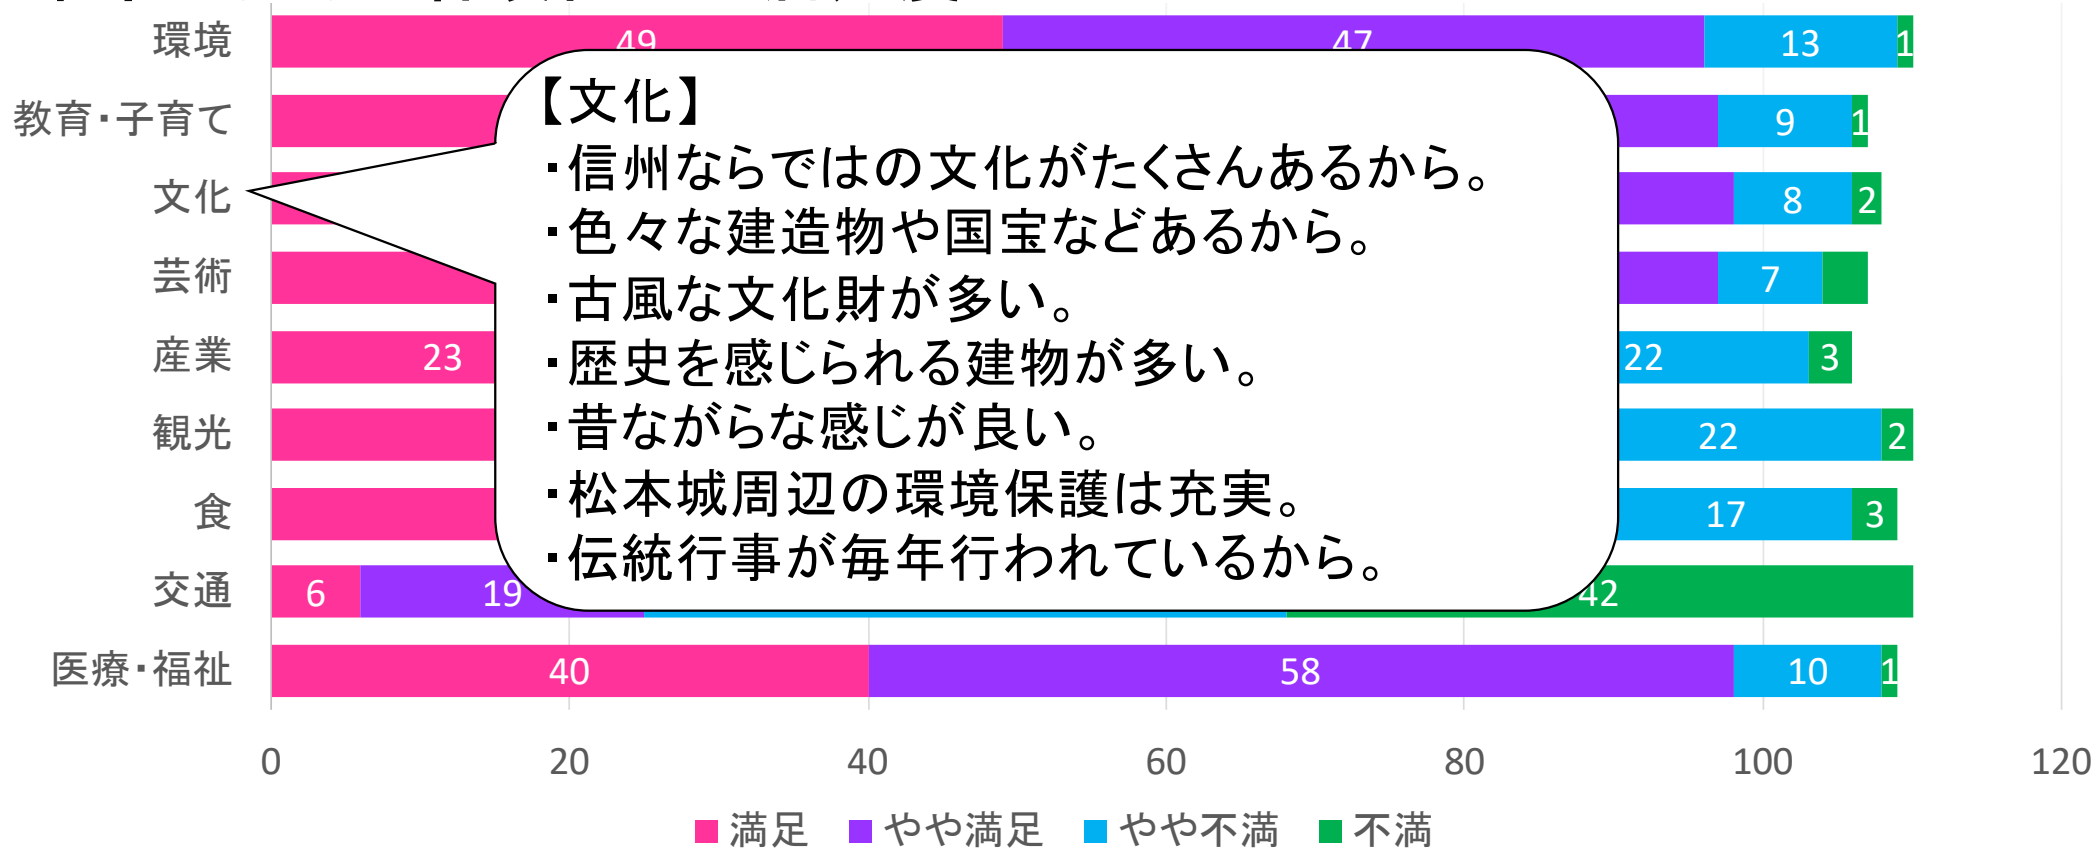 環境 49 47 13 1
教育・子育て 9 1
文化 8 2
芸術 7
産業 23 22 3
観光 22 2
食 17 3
交通 6 19 42
医療・福祉 40 58 10 1
【文化】
・信州ならではの文化がたくさんあるから。
・色々な建造物や国宝などあるから。
・古風な文化財が多い。
・歴史を感じられる建物が多い。
・昔ながらな感じが良い。
・松本城周辺の環境保護は充実。
・伝統行事が毎年行われているから。
0 20 40 60 80 100 120
満足 やや満足 やや不満 不満